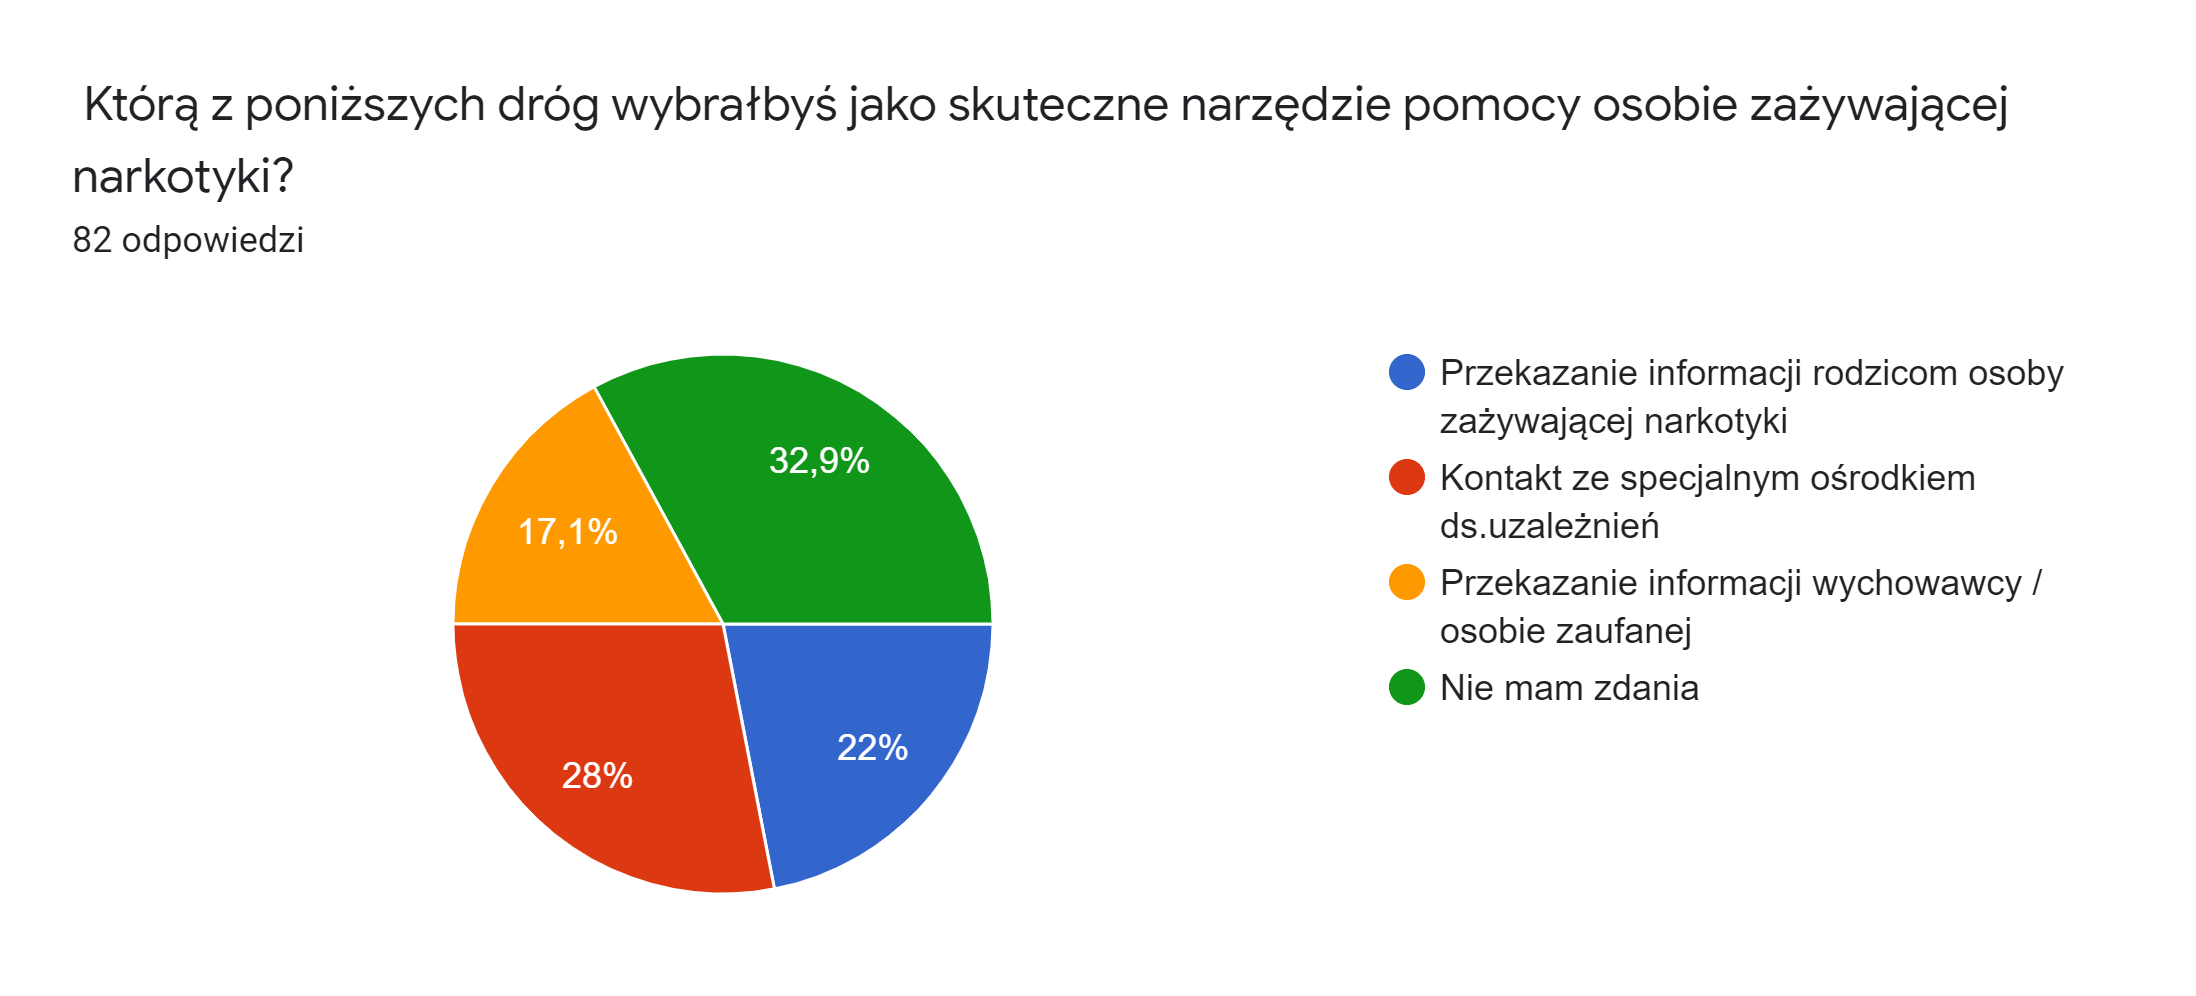 Którą z poniższych dróg wybrałbyś jako skuteczne narzędzie pomocy osobie zażywającej
narkotyki?
82 odpowiedzi
32,9%
17,1%
22%
28%
Przekazanie informacji rodzicom osoby
zażywającej narkotyki
Kontakt ze specjalnym ośrodkiem
ds.uzależnień
Przekazanie informacji wychowawcy /
osobie zaufanej
Nie mam zdania